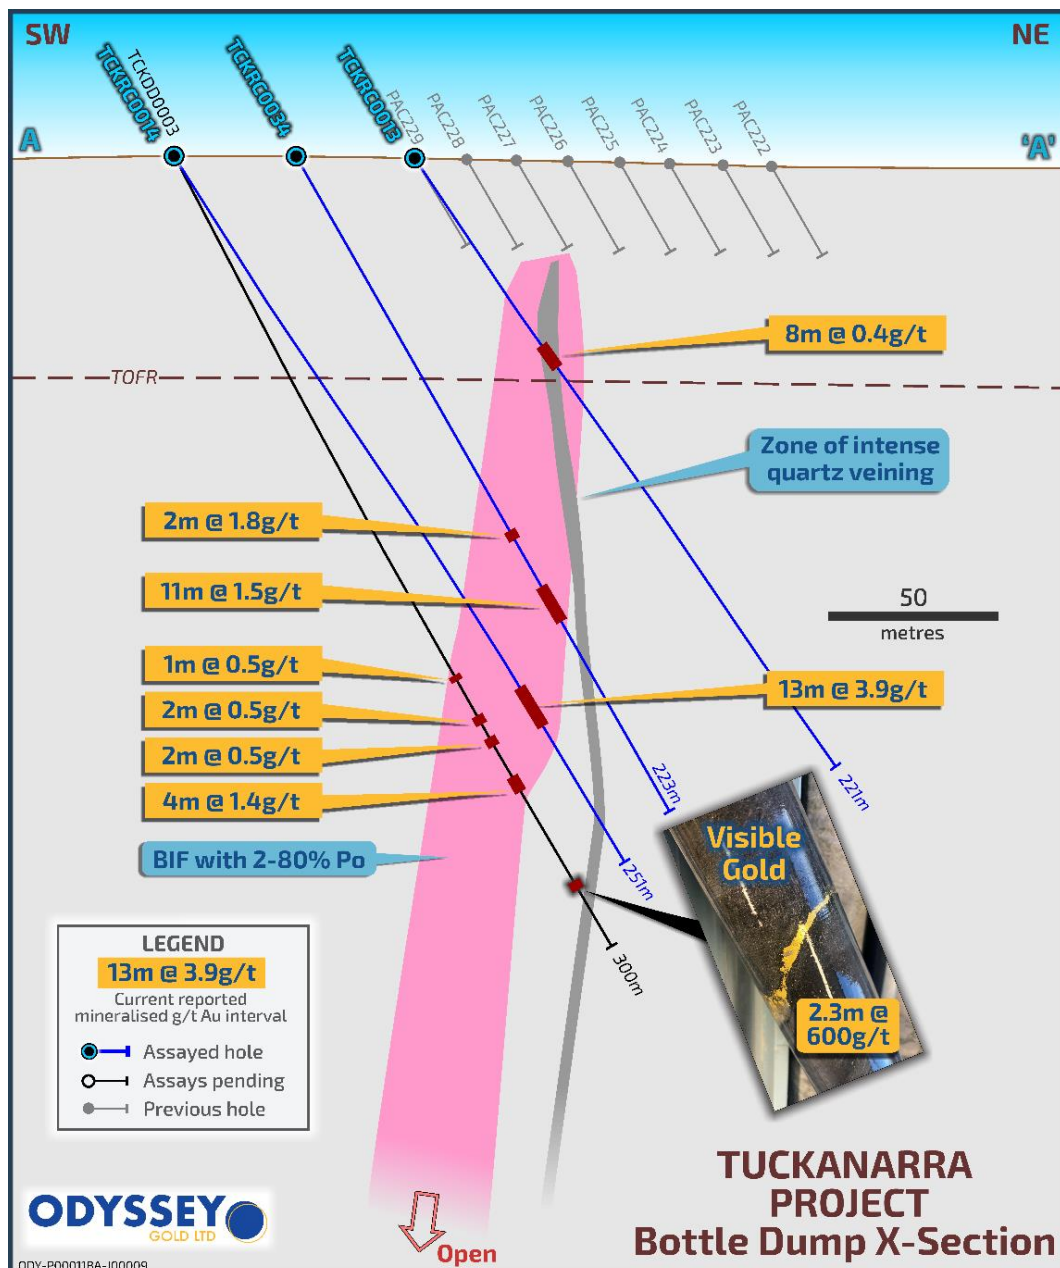 SW
NE
TCKDD0003
TCKRC0014
TCKRC0034
TCKRC0013
PAC229
PAC228
PAC227
PAC226
PAC225
PAC224
PAC223
PAC222
A
'A'
8m @ 0.4g/t
TOFR
Zone of intense
quartz veining
2m @ 1.8g/t
11m @ 1.5g/t
50
metres
1m @ 0.5g/t
13m @ 3.9g/t
2m @ 0.5g/t
2m @ 0.5g/t
4m @ 1.4g/t
223m
221m
Visible
Gold
BIF with 2-80% Po
251m
300m
LEGEND
13m @ 3.9g/t
Current reported
mineralised g/t Au interval
Assayed hole
Assays pending
Previous hole
2.3m @
600g/t
TUCKANARRA
PROJECT
Bottle Dump X-Section
ODYSSEY
GOLD LTD
Open
ODY-P00011BA-J00009